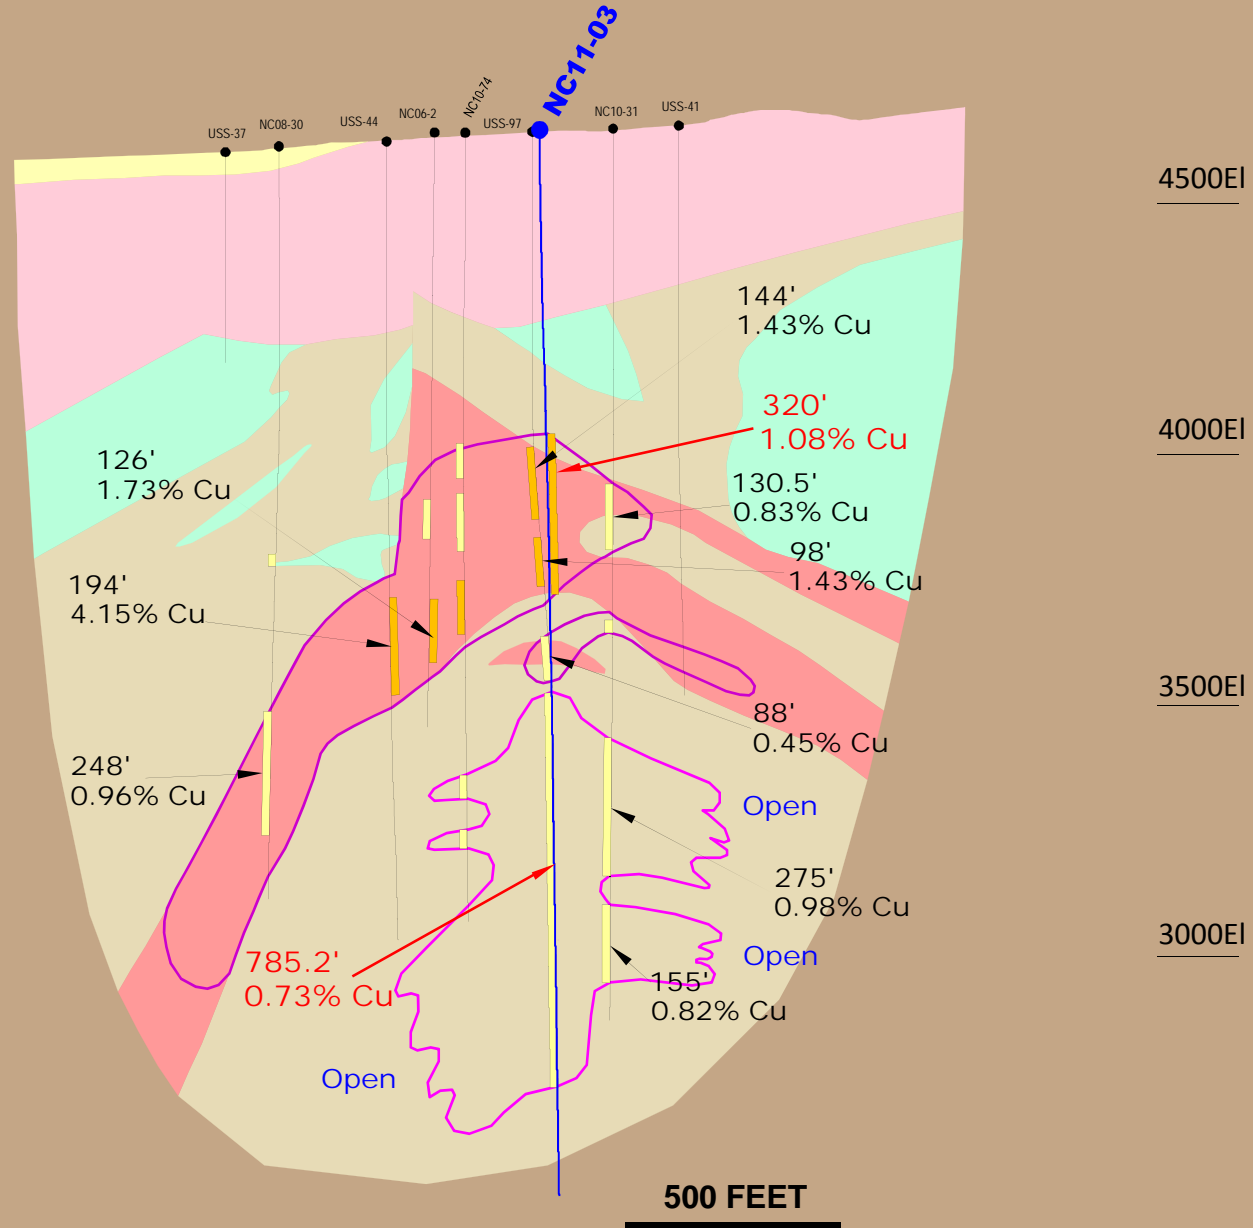 NC11-03
USS-37
NC08-30
USS-44
NC06-2
NC10-74
USS-97
NC10-31
USS-41
4500El
144'
1.43% Cu
320'
1.08% Cu
4000El
126'
1.73% Cu
130.5'
0.83% Cu
98'
1.43% Cu
194'
4.15% Cu
3500El
88'
0.45% Cu
248'
0.96% Cu
Open
275'
0.98% Cu
3000El
Open
785.2'
0.73% Cu
155'
0.82% Cu
Open
500 FEET